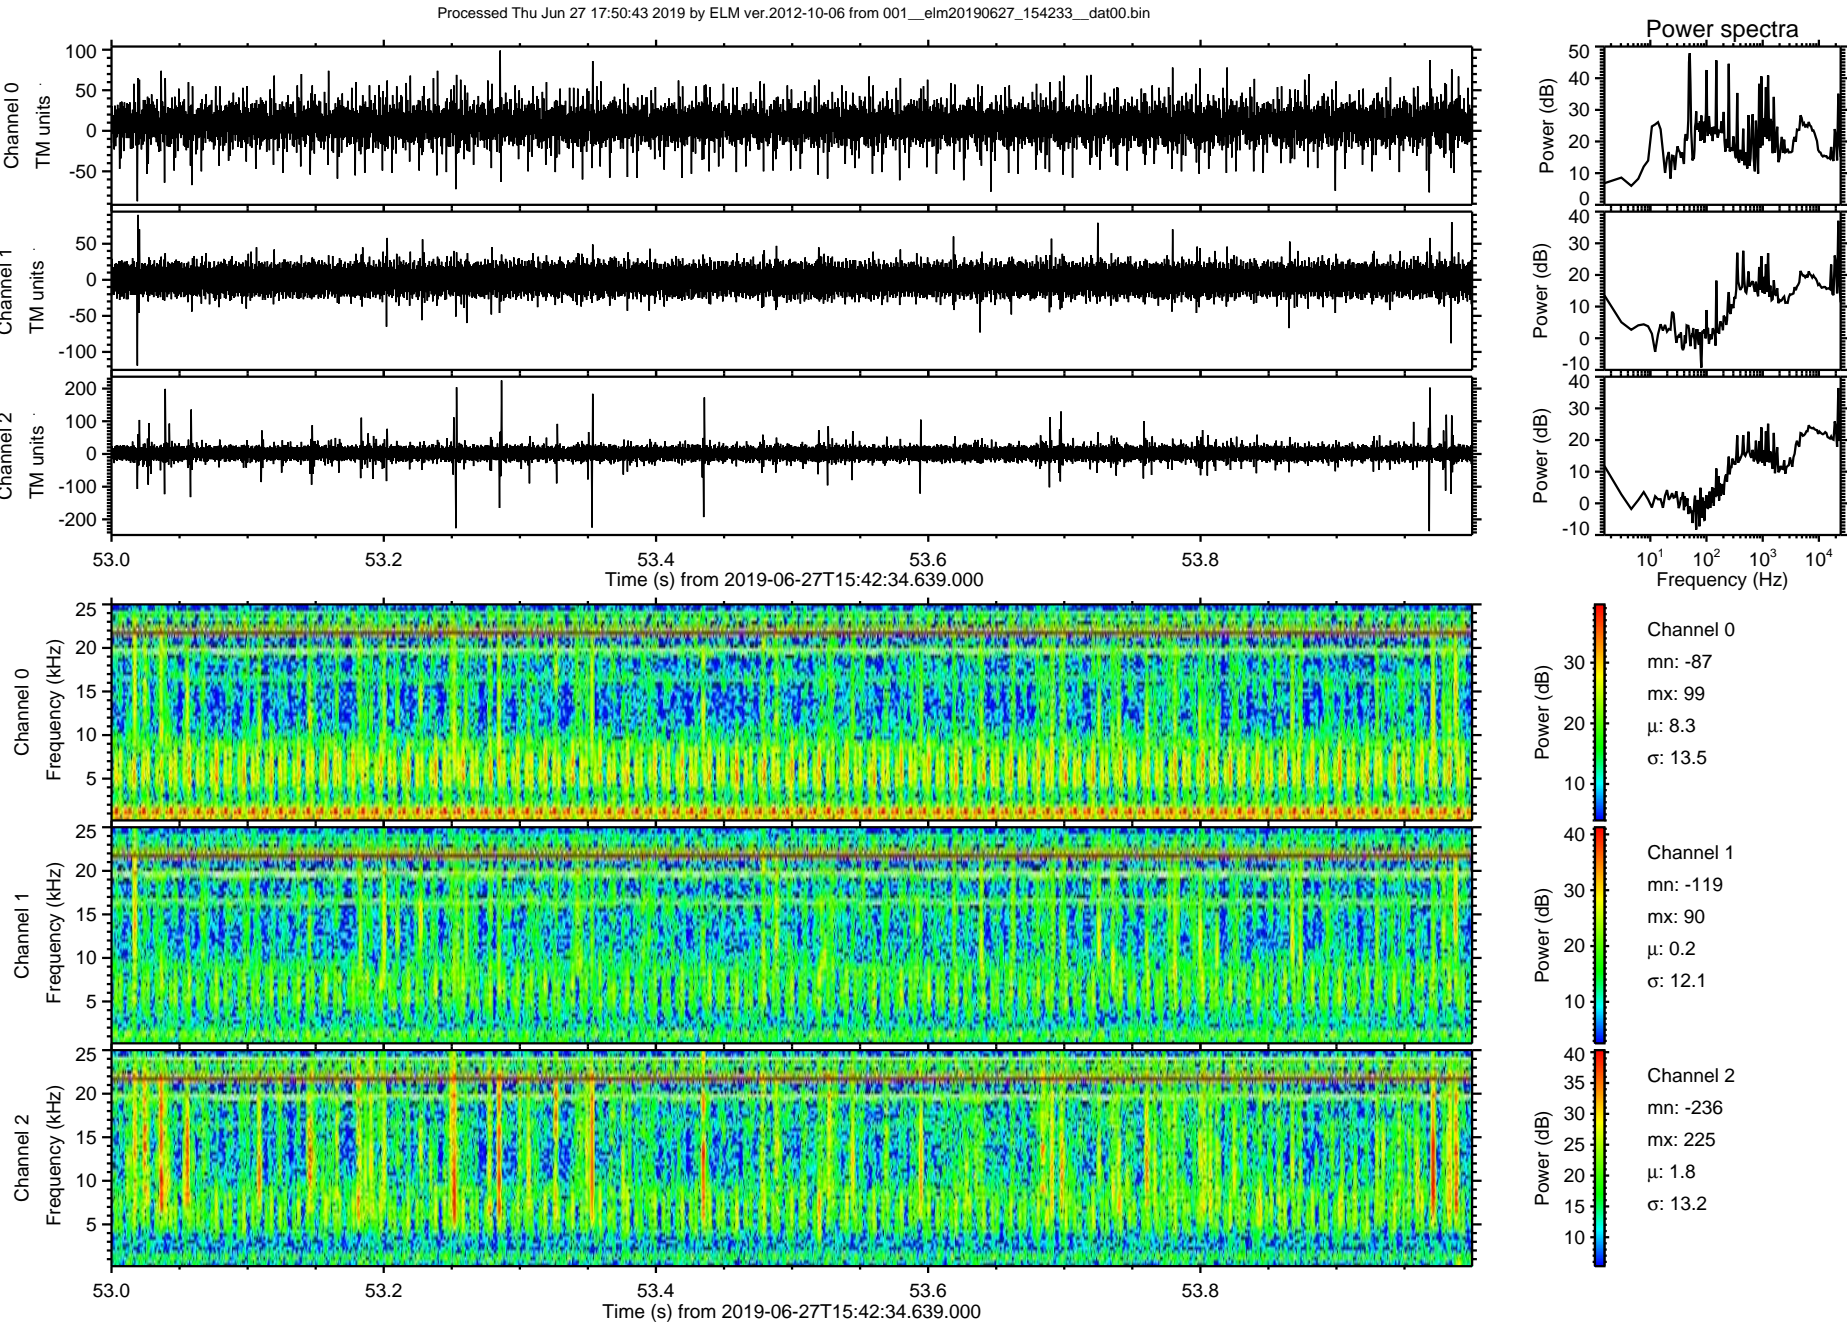 Processed Thu Jun 27 17:50:43 2019 by ELM ver.2012-10-06 from 001__elm20190627_154233__dat00.bin
Power spectra
Channel 0
TM units
100
50
0
-50
Power (dB)
50
40
30
20
10
0
Channel 1
TM units
50
0
-50
-100
Power (dB)
40
30
20
10
0
-10
Channel 2
TM units
200
100
0
-100
-200
Power (dB)
40
30
20
10
0
-10
53.0 53.2 53.4 53.6 53.8
Time (s) from 2019-06-27T15:42:34.639.000
10¹ 10² 10³ 10⁴
Frequency (Hz)
Channel 0
Frequency (kHz)
25
20
15
10
5
Power (dB)
30
20
10
Channel 0
mn: -87
mx: 99
μ: 8.3
σ: 13.5
Channel 1
Frequency (kHz)
25
20
15
10
5
Power (dB)
40
30
20
10
Channel 1
mn: -119
mx: 90
μ: 0.2
σ: 12.1
Channel 2
Frequency (kHz)
25
20
15
10
5
Power (dB)
40
35
30
25
20
15
10
Channel 2
mn: -236
mx: 225
μ: 1.8
σ: 13.2
53.0 53.2 53.4 53.6 53.8
Time (s) from 2019-06-27T15:42:34.639.000